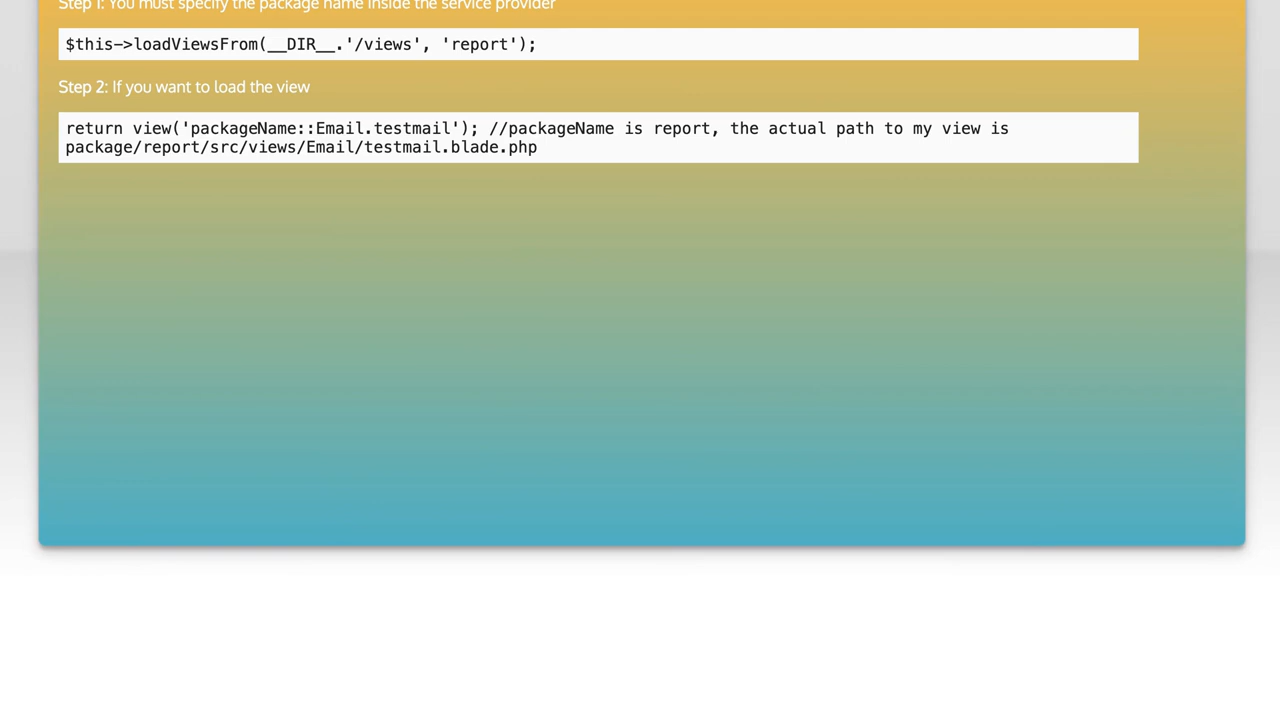 Step 1: You must specify the package name inside the service provider
$this->loadViewsFrom(__DIR__.'/views', 'report');
Step 2: If you want to load the view
return view('packageName::Email.testmail'); //packageName is report, the actual path to my view is
package/report/src/views/Email/testmail.blade.php